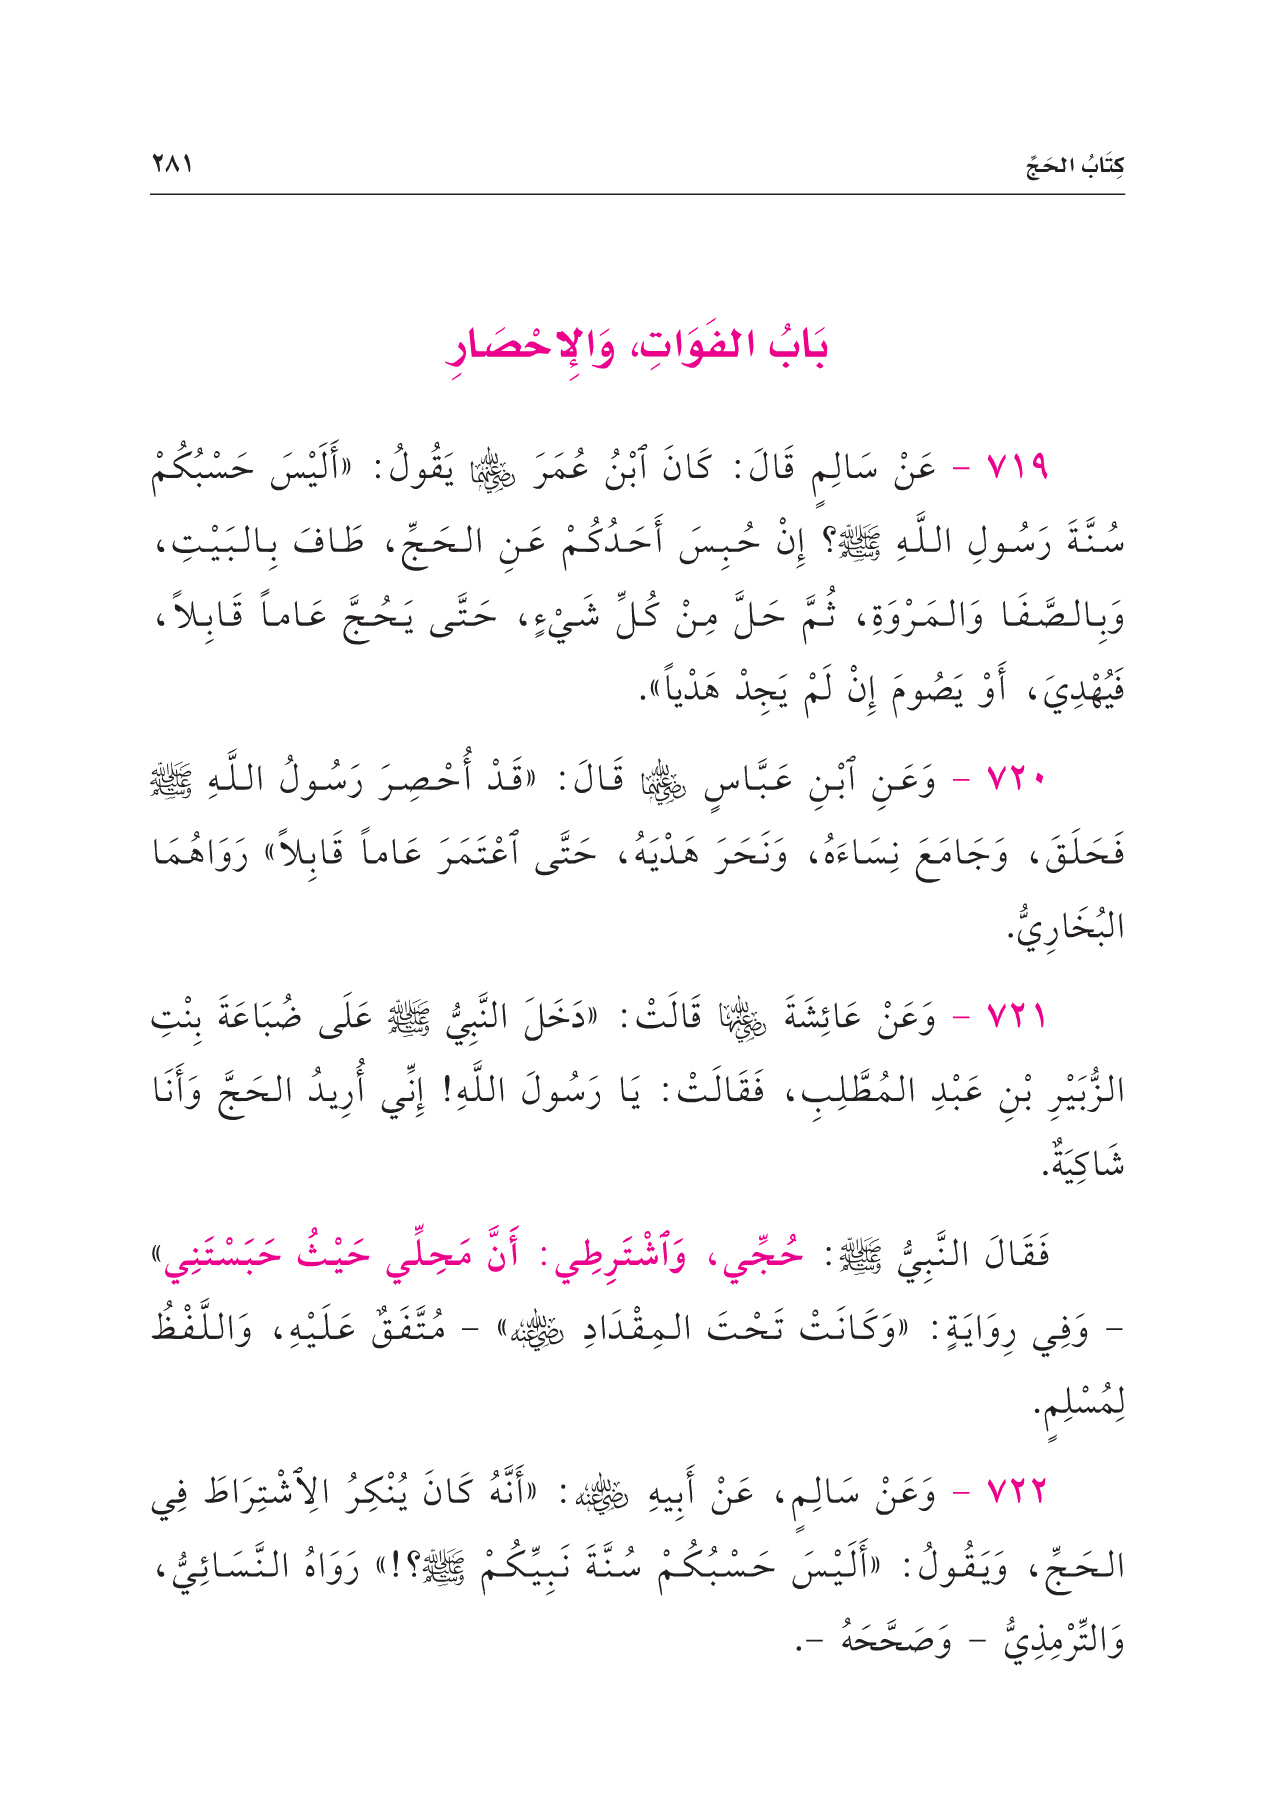 كِتَابُ الحَجِّ ٢٨١
بَابُ الفَوَاتِ، وَالإِحْصَارِ
٧١٩ - عَنْ سَالِمٍ قَالَ: كَانَ ٱبْنُ عُمَرَ رضي الله عنهما يَقُولُ: «أَلَيْسَ حَسْبُكُمْ
سُنَّةَ رَسُولِ اللَّهِ ﷺ؟ إِنْ حُبِسَ أَحَدُكُمْ عَنِ الحَجِّ، طَافَ بِالبَيْتِ،
وَبِالصَّفَا وَالمَرْوَةِ، ثُمَّ حَلَّ مِنْ كُلِّ شَيْءٍ، حَتَّى يَحُجَّ عَاماً قَابِلاً،
فَيُهْدِيَ، أَوْ يَصُومَ إِنْ لَمْ يَجِدْ هَدْياً».
٧٢٠ - وَعَنِ ٱبْنِ عَبَّاسٍ رضي الله عنهما قَالَ: «قَدْ أُحْصِرَ رَسُولُ اللَّهِ ﷺ
فَحَلَقَ، وَجَامَعَ نِسَاءَهُ، وَنَحَرَ هَدْيَهُ، حَتَّى ٱعْتَمَرَ عَاماً قَابِلاً» رَوَاهُمَا
البُخَارِيُّ.
٧٢١ - وَعَنْ عَائِشَةَ رضي الله عنها قَالَتْ: «دَخَلَ النَّبِيُّ ﷺ عَلَى ضُبَاعَةَ بِنْتِ
الزُّبَيْرِ بْنِ عَبْدِ المُطَّلِبِ، فَقَالَتْ: يَا رَسُولَ اللَّهِ! إِنِّي أُرِيدُ الحَجَّ وَأَنَا
شَاكِيَةٌ.
فَقَالَ النَّبِيُّ ﷺ: حُجِّي، وَٱشْتَرِطِي: أَنَّ مَحِلِّي حَيْثُ حَبَسْتَنِي»
- وَفِي رِوَايَةٍ: «وَكَانَتْ تَحْتَ المِقْدَادِ رضي الله عنه» - مُتَّفَقٌ عَلَيْهِ، وَاللَّفْظُ
لِمُسْلِمٍ.
٧٢٢ - وَعَنْ سَالِمٍ، عَنْ أَبِيهِ رضي الله عنه: «أَنَّهُ كَانَ يُنْكِرُ الِٱشْتِرَاطَ فِي
الحَجِّ، وَيَقُولُ: «أَلَيْسَ حَسْبُكُمْ سُنَّةَ نَبِيِّكُمْ ﷺ؟!» رَوَاهُ النَّسَائِيُّ،
وَالتِّرْمِذِيُّ - وَصَحَّحَهُ -.